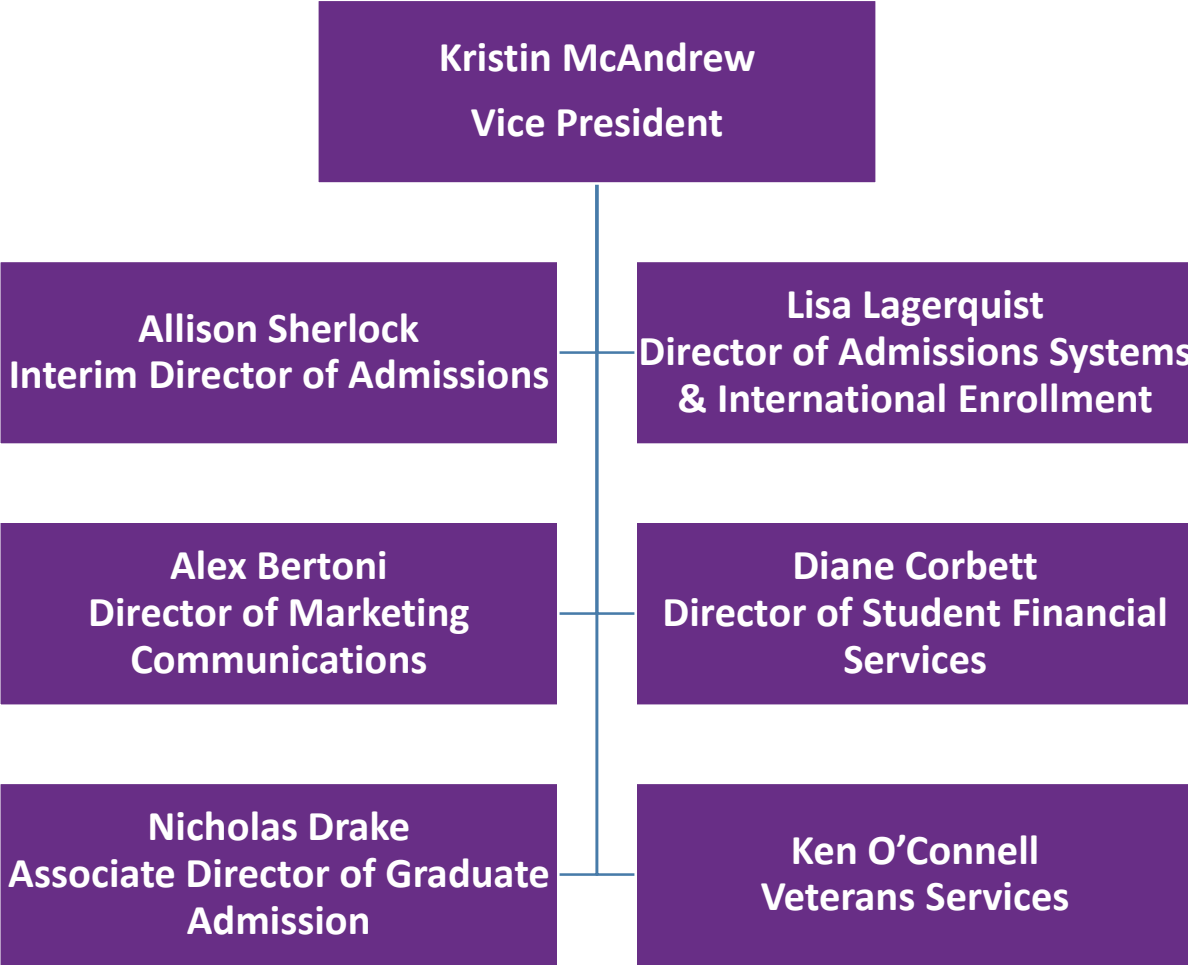 Kristin McAndrew
Vice President
Allison Sherlock
Interim Director of Admissions
Lisa Lagerquist
Director of Admissions Systems
& International Enrollment
Alex Bertoni
Director of Marketing
Communications
Diane Corbett
Director of Student Financial
Services
Nicholas Drake
Associate Director of Graduate
Admission
Ken O’Connell
Veterans Services